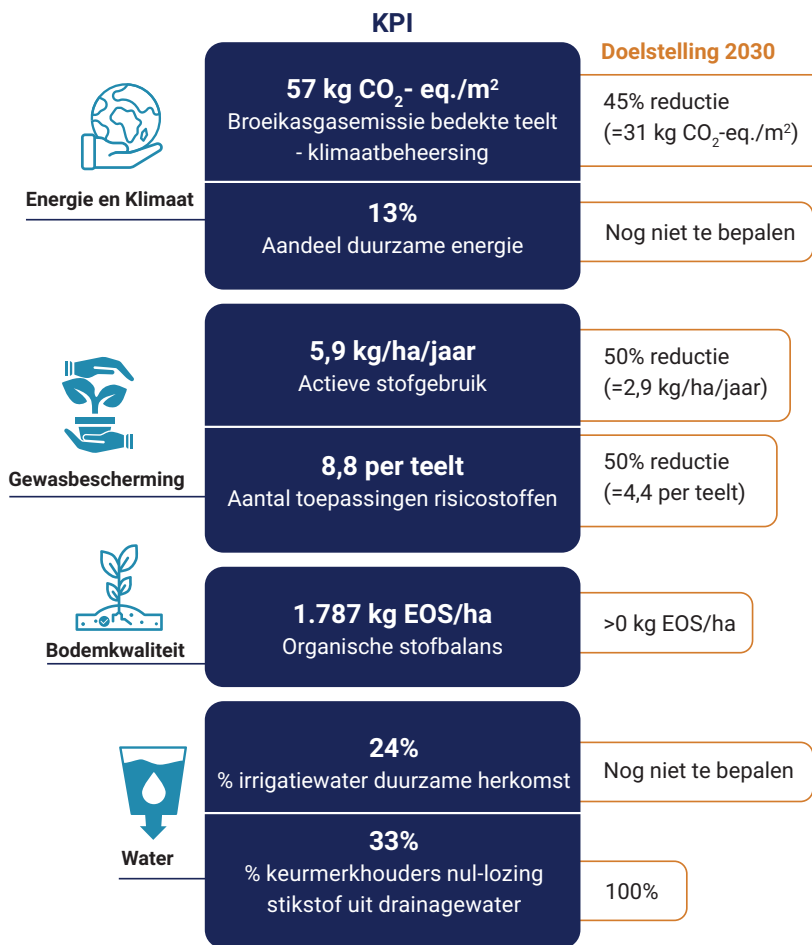 KPI
Doelstelling 2030
Energie en Klimaat
57 kg CO₂- eq./m²
Broeikasgasemissie bedekte teelt
- klimaatbeheersing
45% reductie
(=31 kg CO₂-eq./m²)
13%
Aandeel duurzame energie
Nog niet te bepalen
Gewasbescherming
5,9 kg/ha/jaar
Actieve stofgebruik
50% reductie
(=2,9 kg/ha/jaar)
8,8 per teelt
Aantal toepassingen risicostoffen
50% reductie
(=4,4 per teelt)
Bodemkwaliteit
1.787 kg EOS/ha
Organische stofbalans
>0 kg EOS/ha
Water
24%
% irrigatiewater duurzame herkomst
Nog niet te bepalen
33%
% keurmerkhouders nul-lozing
stikstof uit drainagewater
100%